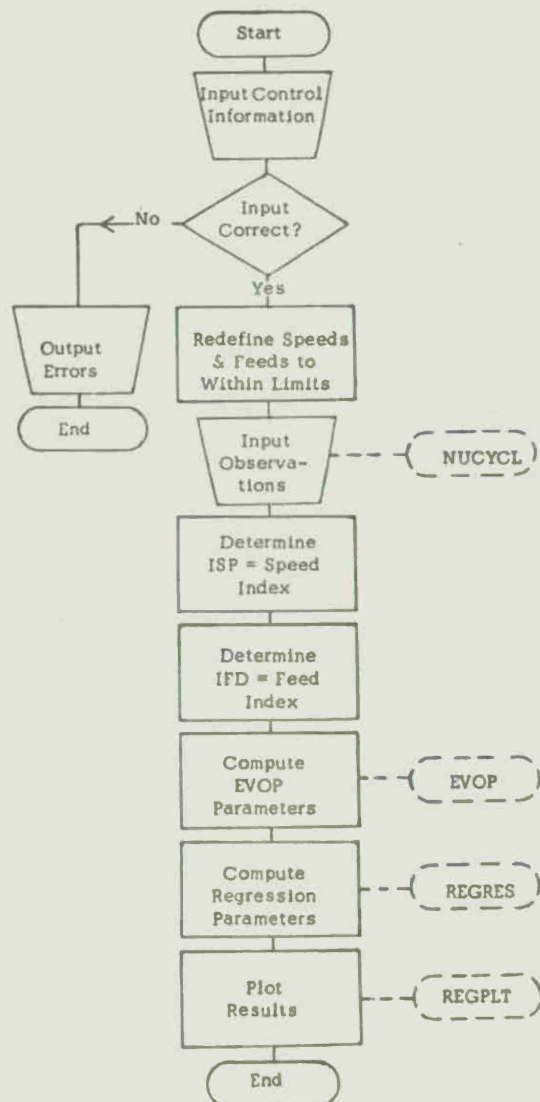 Start
Input Control
Information
Input
Correct?
No
Yes
Output
Errors
End
Redefine Speeds
& Feeds to
Within Limits
Input
Observa-
tions
NUCYCL
Determine
ISP = Speed
Index
Determine
IFD = Feed
Index
Compute
EVOP
Parameters
EVOP
Compute
Regression
Parameters
REGRES
Plot
Results
REGPLT
End